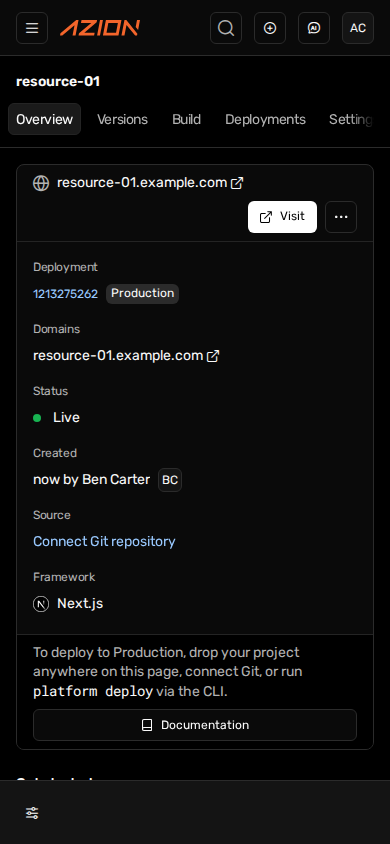 AZION
AI
AC
resource-01
Overview Versions Build Deployments Setting
resource-01.example.com
Visit
Deployment
1213275262 Production
Domains
resource-01.example.com
Status
Live
Created
now by Ben Carter BC
Source
Connect Git repository
Framework
N Next.js
To deploy to Production, drop your project
anywhere on this page, connect Git, or run
platform deploy via the CLI.
Documentation